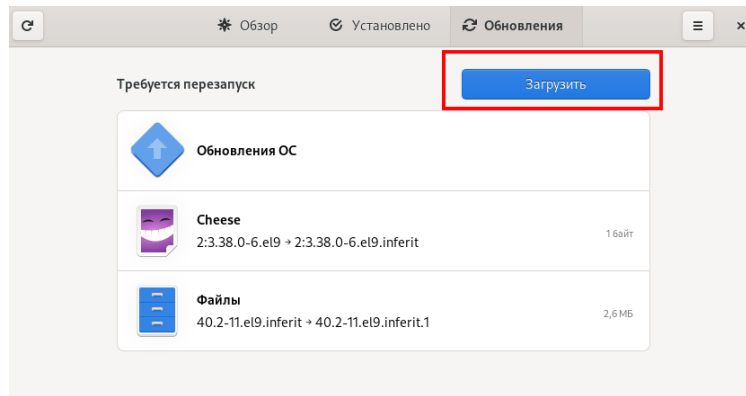 Обзор
Установлено
Обновления
Требуется перезапуск
Загрузить
Обновления ОС
Cheese
2:3.38.0-6.el9 → 2:3.38.0-6.el9.inferit
1 байт
Файлы
40.2-11.el9.inferit → 40.2-11.el9.inferit.1
2,6 МБ